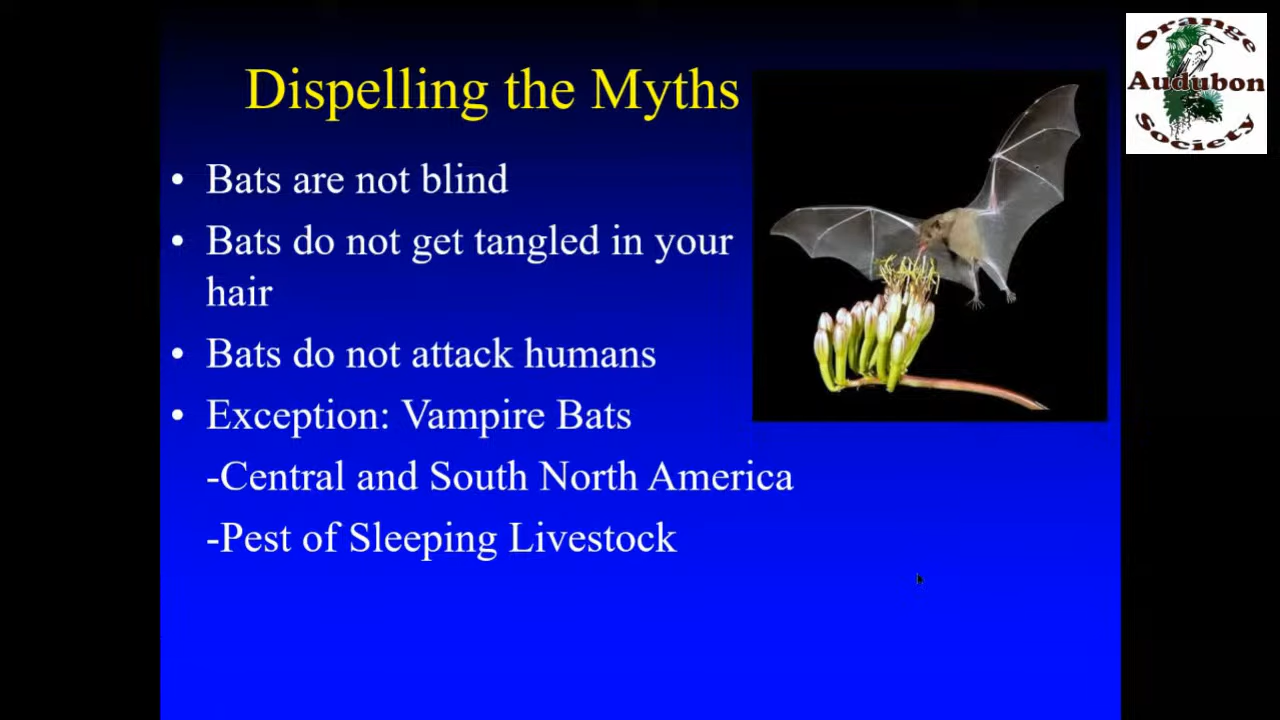 Dispelling the Myths
• Bats are not blind
• Bats do not get tangled in your
hair
• Bats do not attack humans
• Exception: Vampire Bats
-Central and South North America
-Pest of Sleeping Livestock
Orange
Audubon
Society